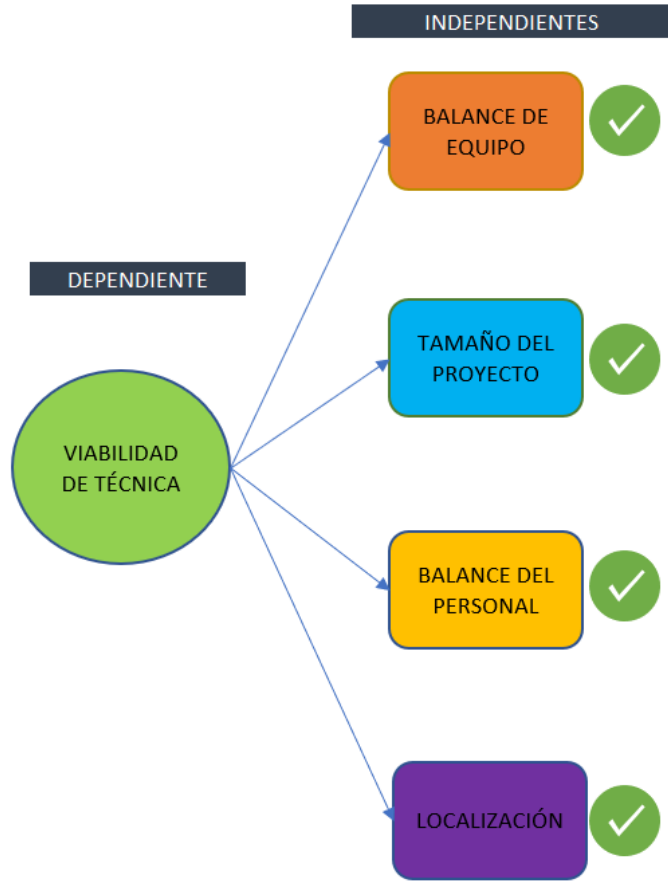 INDEPENDIENTES
BALANCE DE
EQUIPO
DEPENDIENTE
TAMAÑO DEL
PROYECTO
VIABILIDAD
DE TÉCNICA
BALANCE DEL
PERSONAL
LOCALIZACIÓN